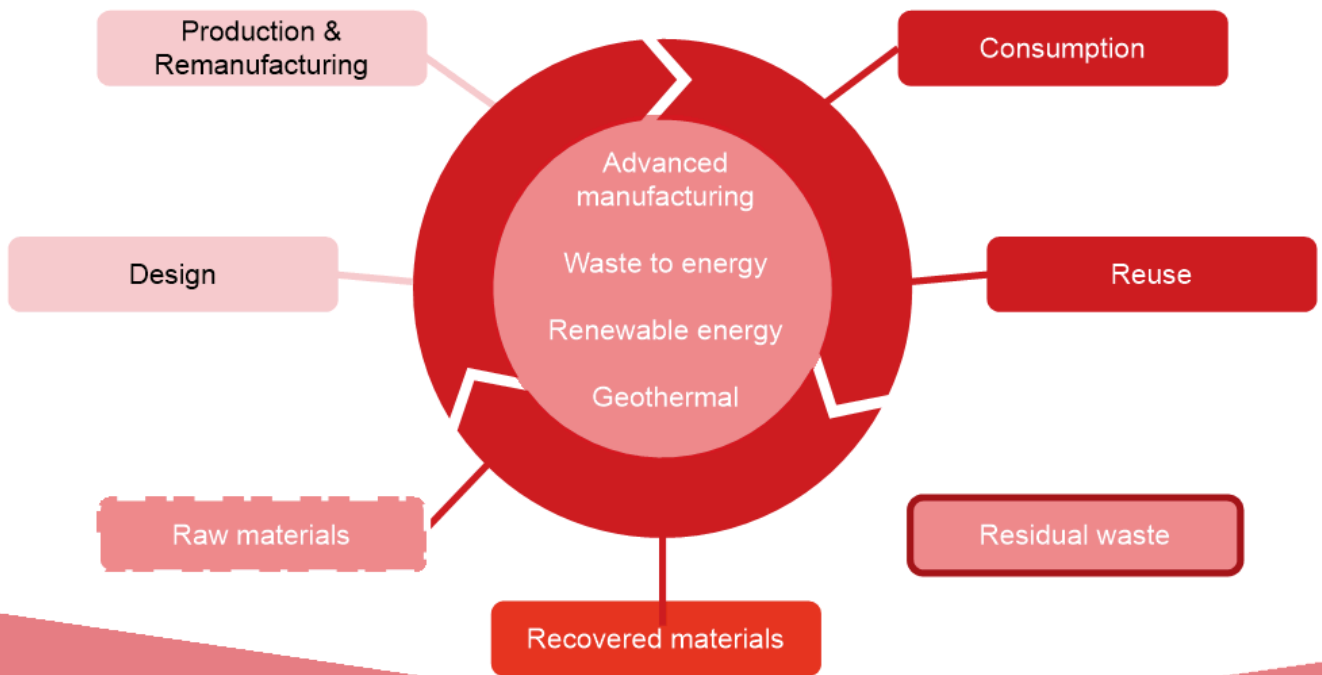 Production &
Remanufacturing
Consumption
Advanced
manufacturing
Waste to energy
Renewable energy
Geothermal
Design
Reuse
Raw materials
Residual waste
Recovered materials